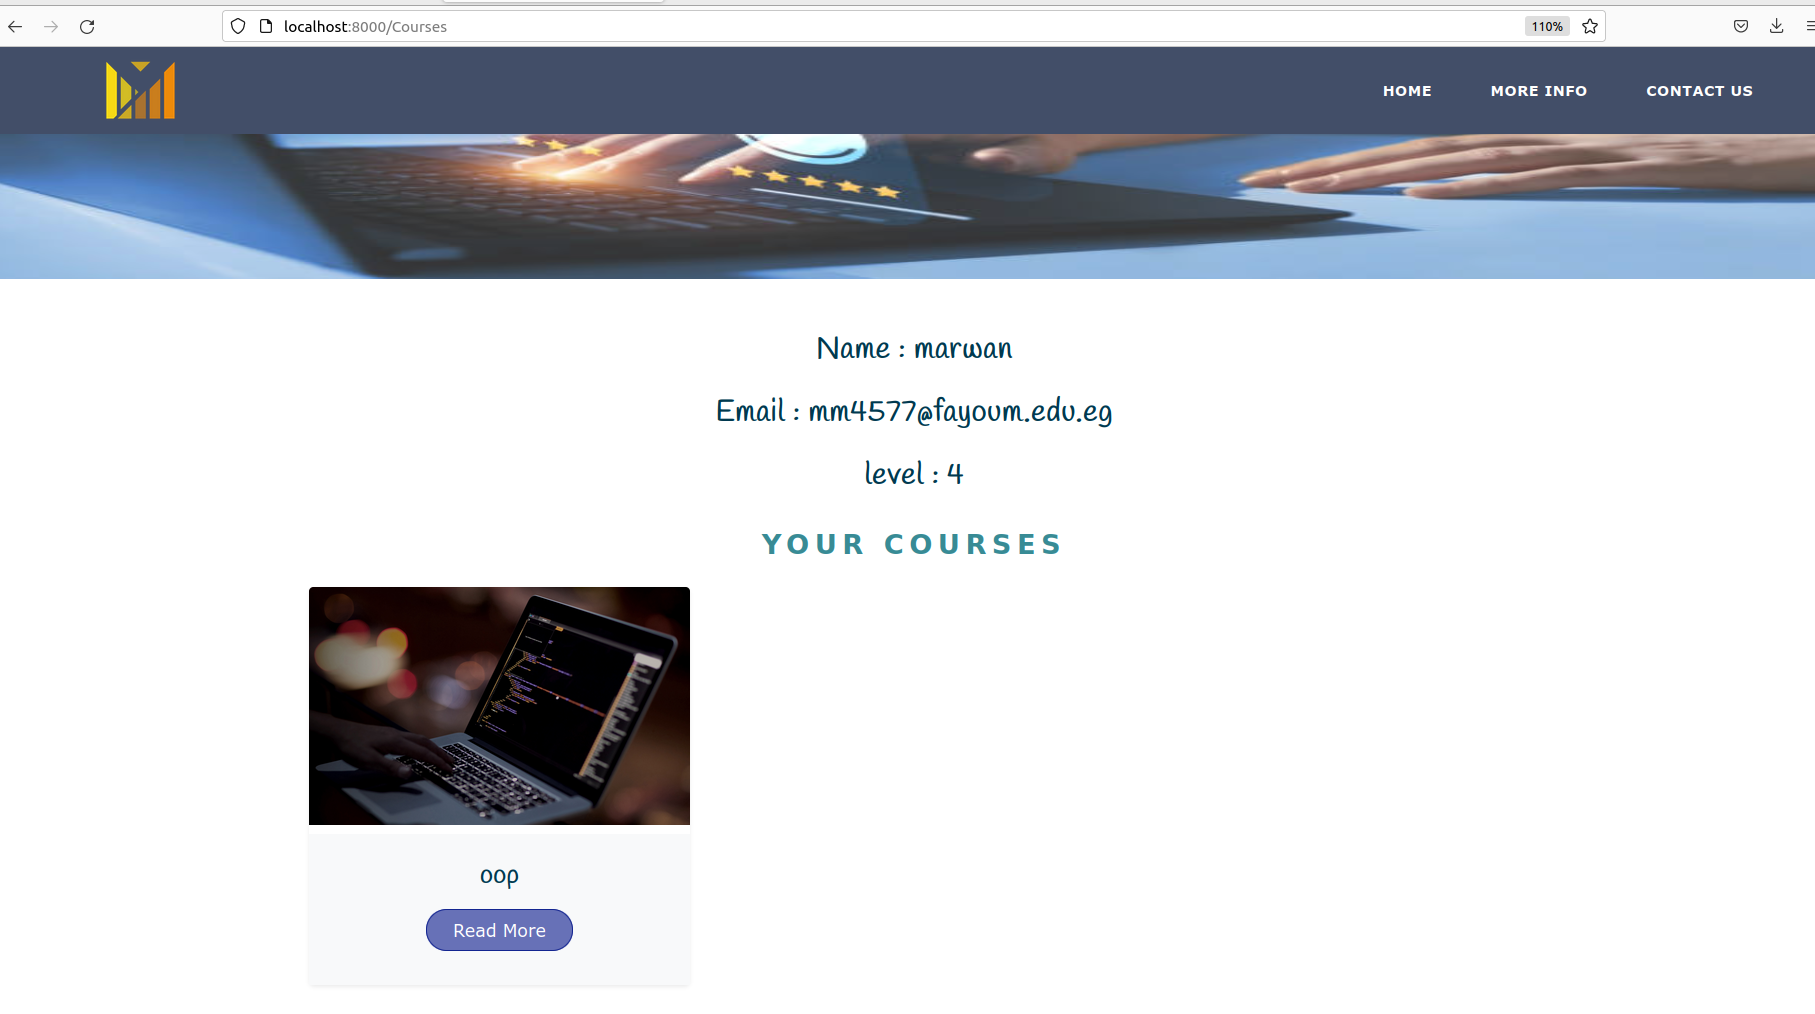 localhost:8000/Courses
110%
HOME
MORE INFO
CONTACT US
Name : marwan
Email : mm4577@fayoum.edu.eg
level : 4
YOUR COURSES
oop
Read More